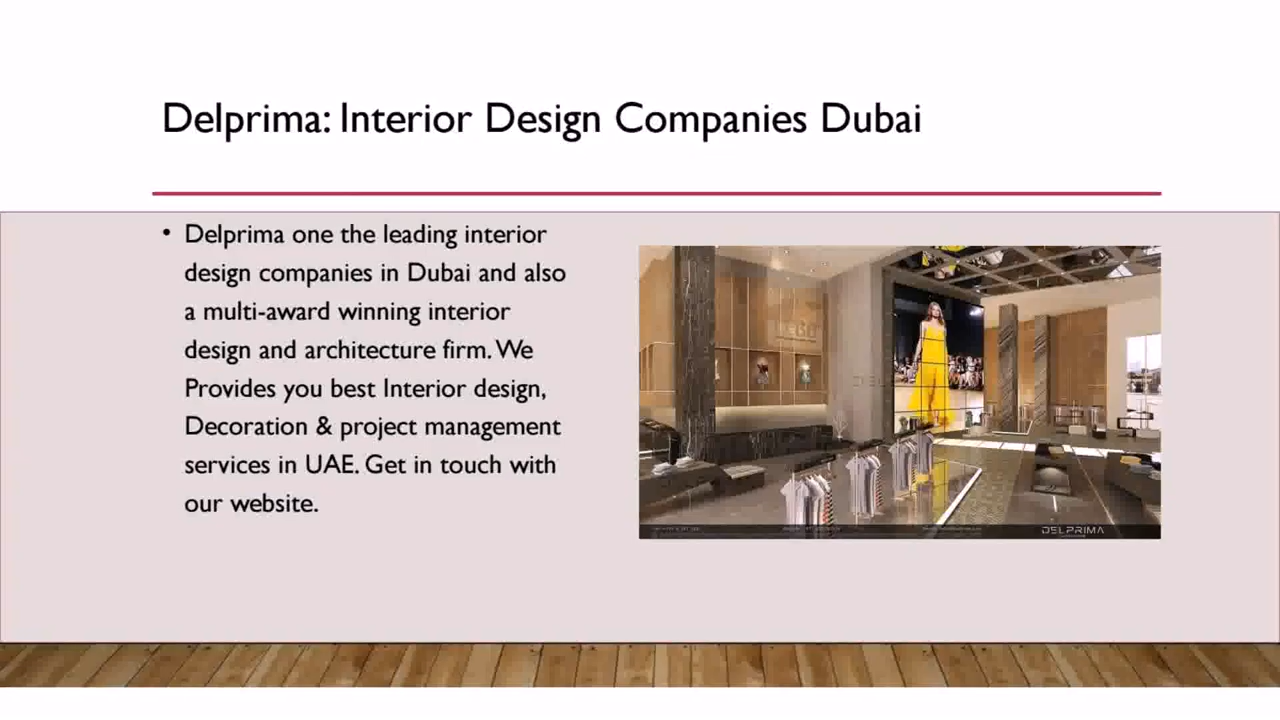 Delprima: Interior Design Companies Dubai
• Delprima one the leading interior
design companies in Dubai and also
a multi-award winning interior
design and architecture firm. We
Provides you best Interior design,
Decoration & project management
services in UAE. Get in touch with
our website.
DELPRIMA